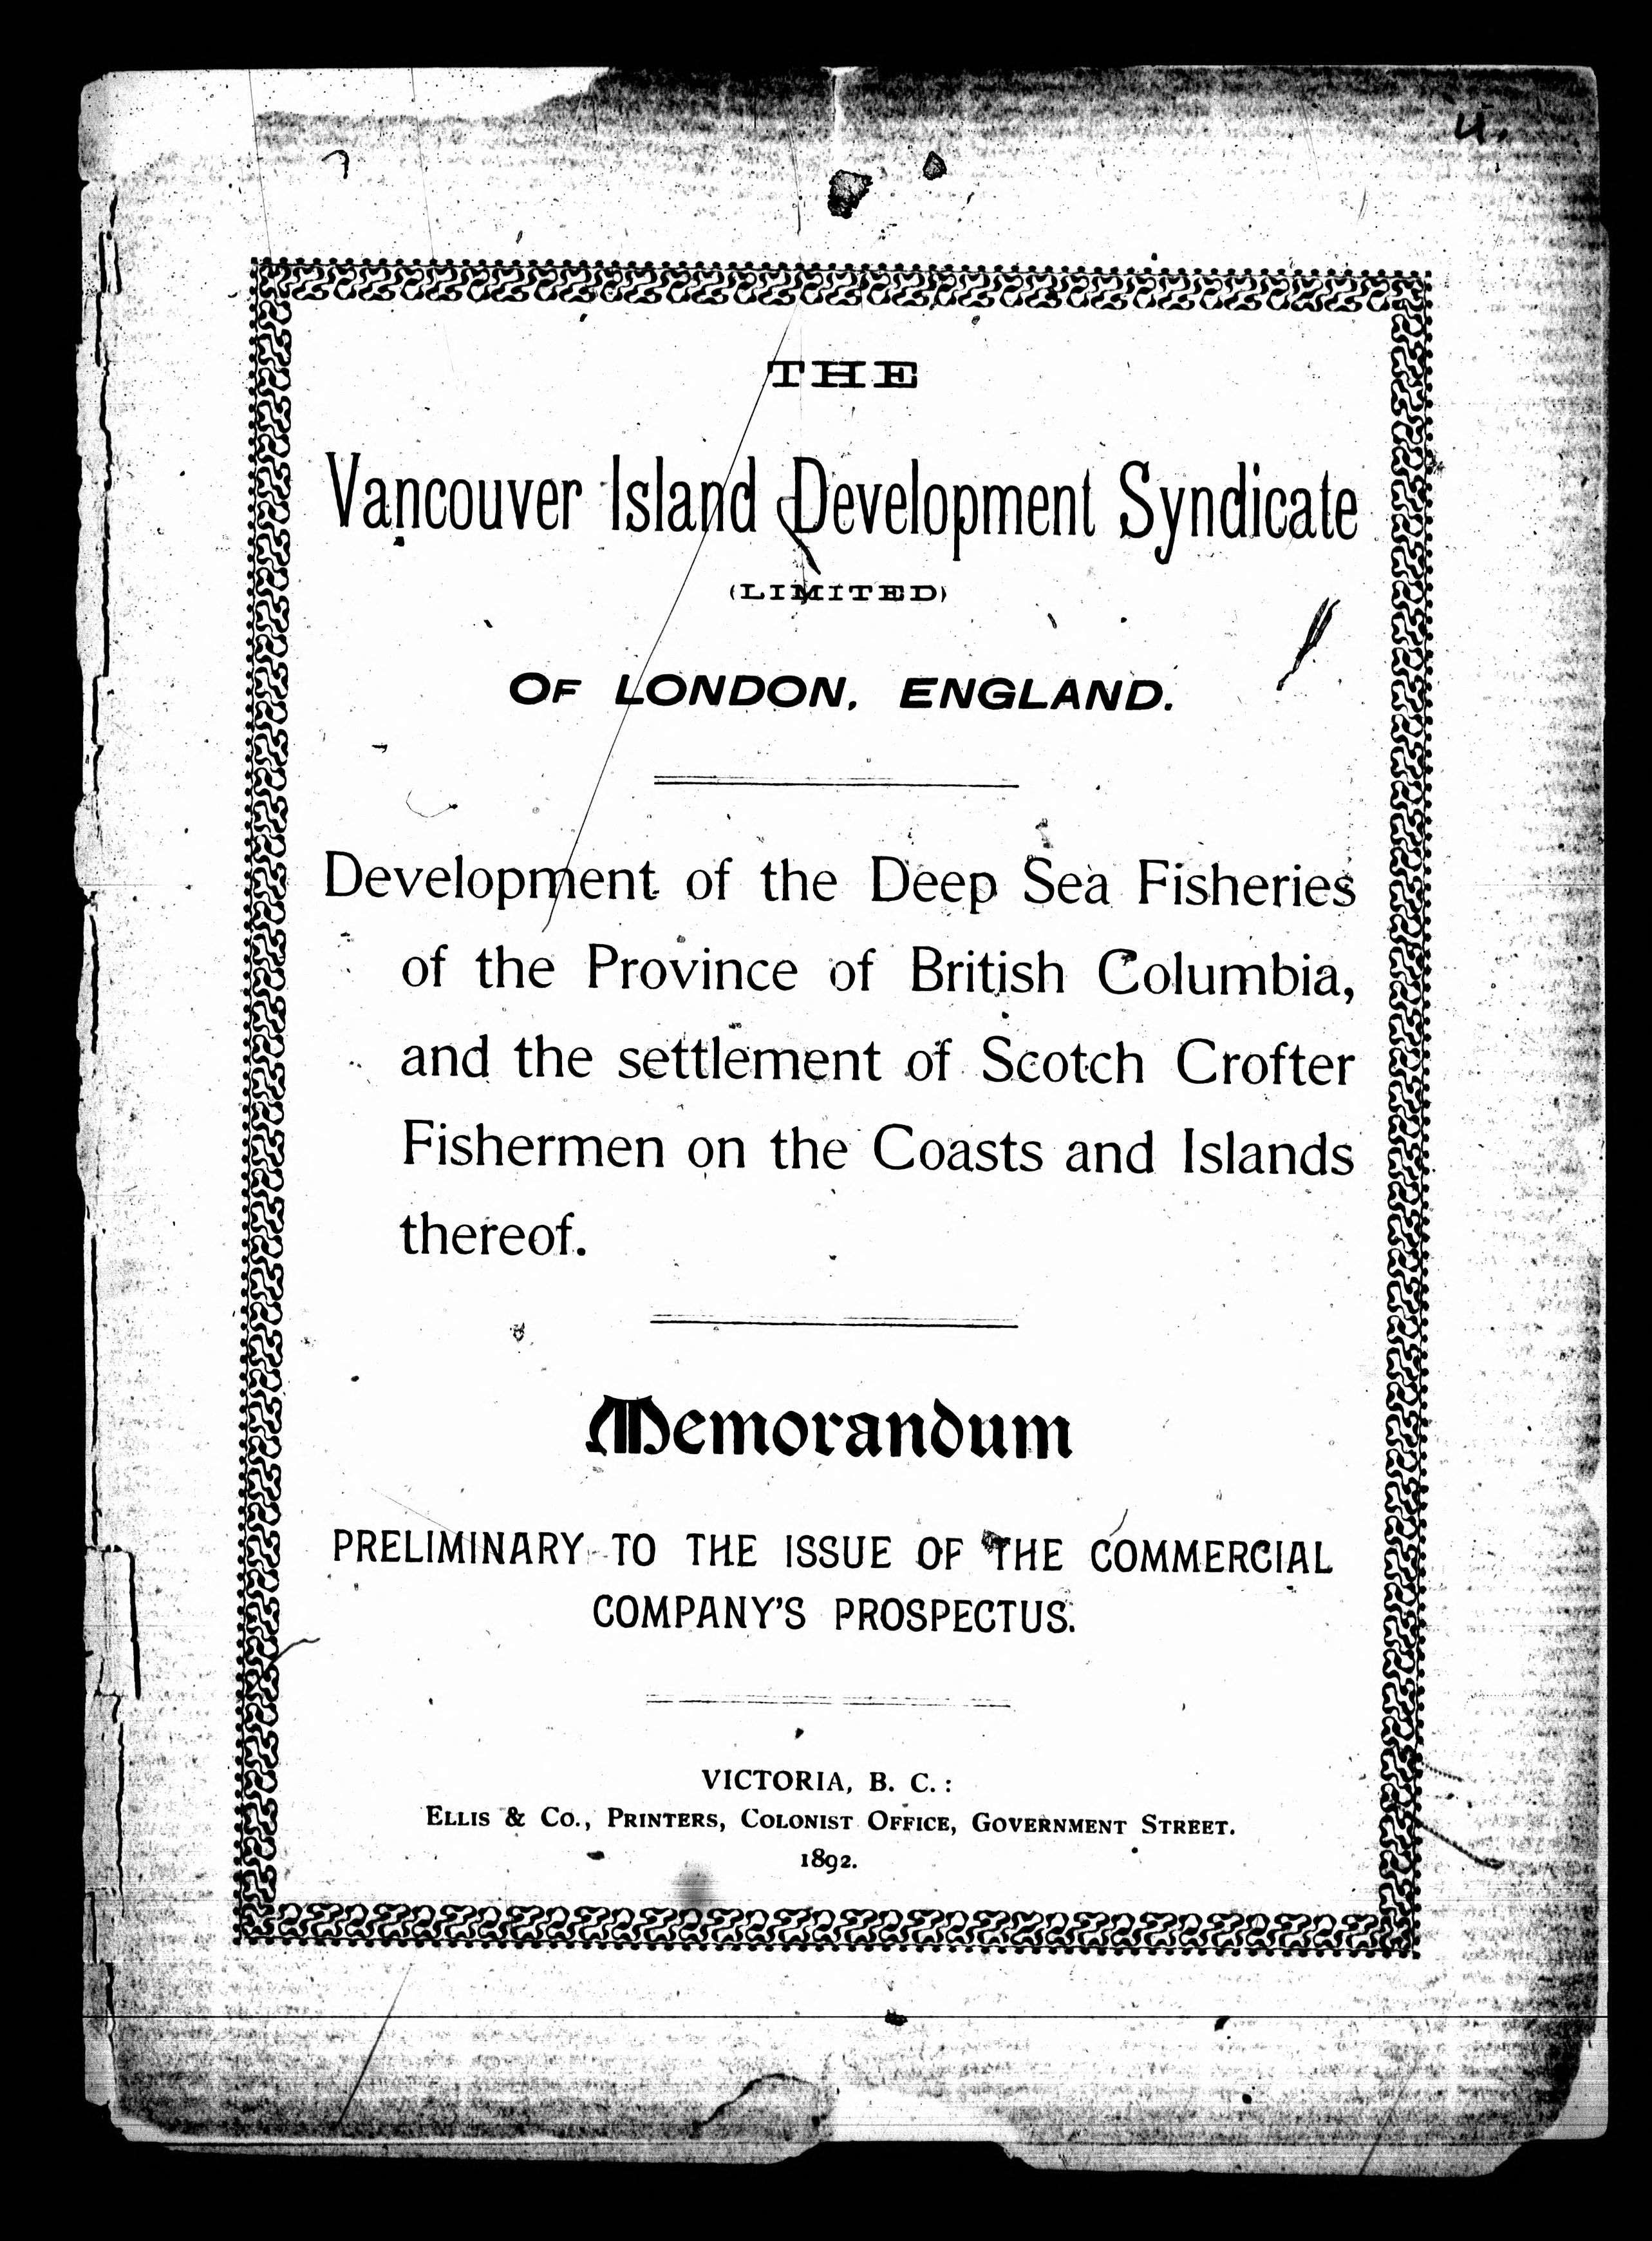 THE
Vancouver Island Development Syndicate
(LIMITED)
OF LONDON, ENGLAND.
Development of the Deep Sea Fisheries
of the Province of British Columbia,
and the settlement of Scotch Crofter
Fishermen on the Coasts and Islands
thereof.
Memorandum
PRELIMINARY TO THE ISSUE OF THE COMMERCIAL
COMPANY'S PROSPECTUS.
VICTORIA, B. C.:
ELLIS & CO., PRINTERS, COLONIST OFFICE, GOVERNMENT STREET.
1892.